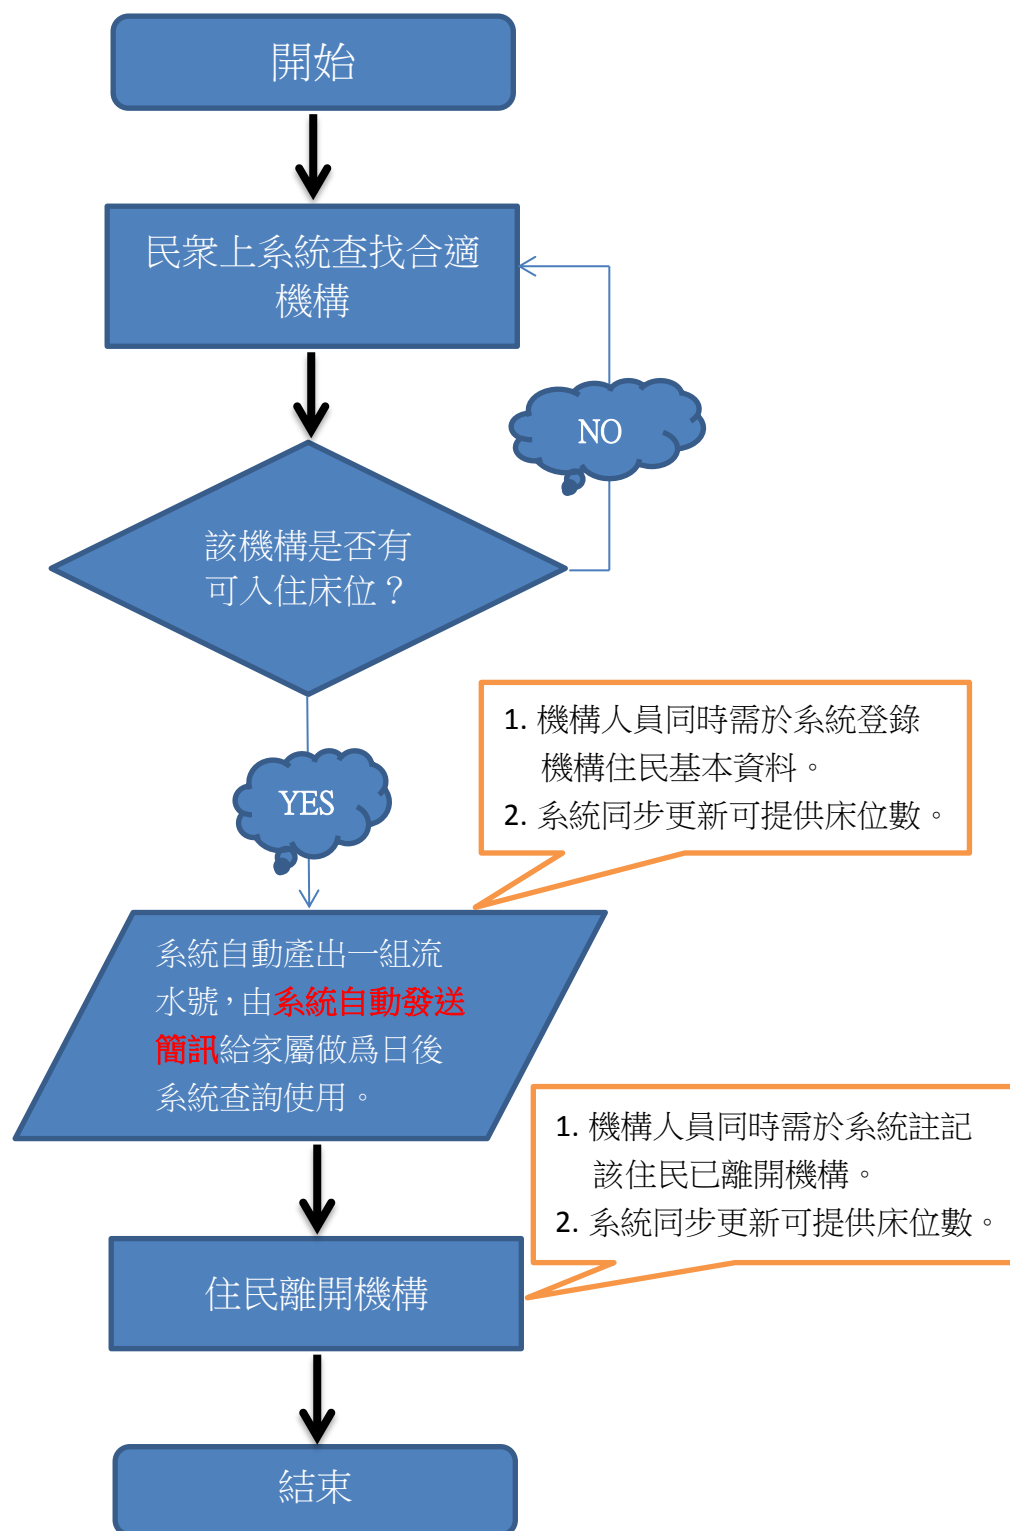 開始
民眾上系統查找合適
機構
NO
該機構是否有
可入住床位？
1. 機構人員同時需於系統登錄
機構住民基本資料。
2. 系統同步更新可提供床位數。
YES
系統自動產出一組流
水號，由系統自動發送
簡訊給家屬做爲日後
系統查詢使用。
1. 機構人員同時需於系統註記
該住民已離開機構。
2. 系統同步更新可提供床位數。
住民離開機構
結束